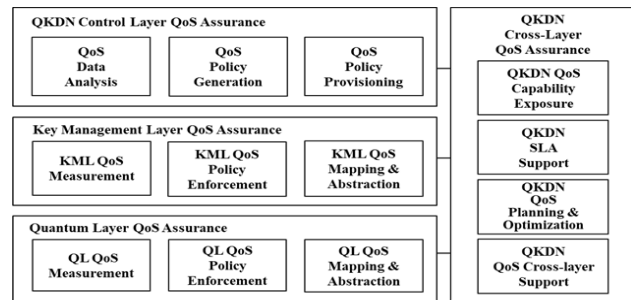 QKDN Control Layer QoS Assurance
QoS
Data
Analysis
QoS
Policy
Generation
QoS
Policy
Provisioning
Key Management Layer QoS Assurance
KML QoS
Measurement
KML QoS
Policy
Enforcement
KML QoS
Mapping &
Abstraction
Quantum Layer QoS Assurance
QL QoS
Measurement
QL QoS
Policy
Enforcement
QL QoS
Mapping &
Abstraction
QKDN
Cross-Layer
QoS Assurance
QKDN QoS
Capability
Exposure
QKDN
SLA
Support
QKDN
QoS
Planning &
Optimization
QKDN
QoS Cross-layer
Support